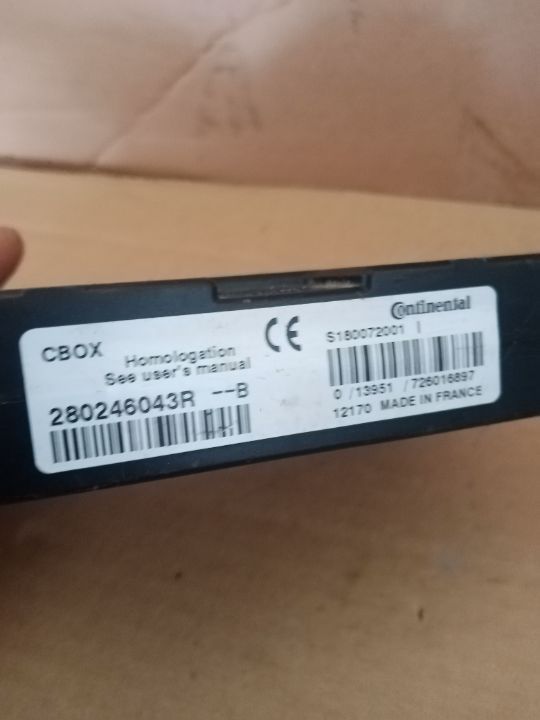 CBOX
Homologation
See user's manual
280246043R --B
CE
Continental
S180072001 I
0 /13951 /726016897
12170 MADE IN FRANCE